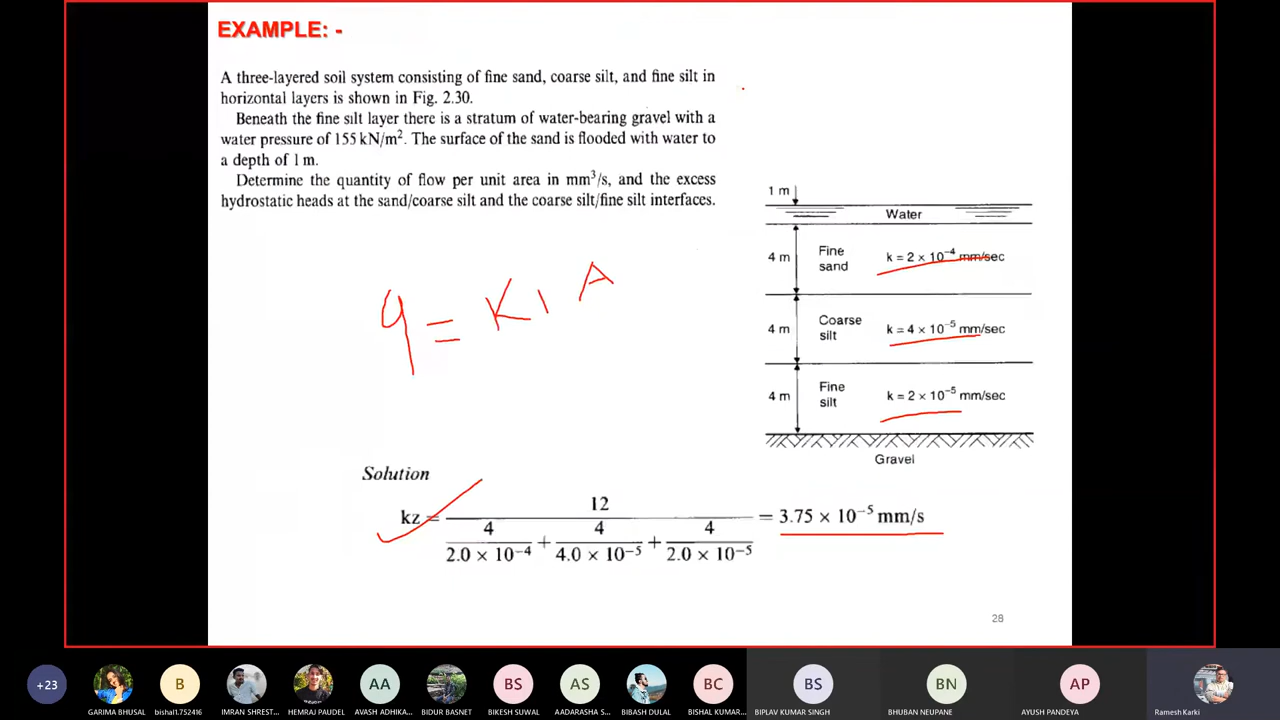 EXAMPLE: -
A three-layered soil system consisting of fine sand, coarse silt, and fine silt in
horizontal layers is shown in Fig. 2.30.
Beneath the fine silt layer there is a stratum of water-bearing gravel with a
water pressure of 155 kN/m². The surface of the sand is flooded with water to
a depth of 1 m.
Determine the quantity of flow per unit area in mm³/s, and the excess
hydrostatic heads at the sand/coarse silt and the coarse silt/fine silt interfaces.
1 m
Water
4 m Fine sand k = 2 × 10⁻⁴ mm/sec
4 m Coarse silt k = 4 × 10⁻⁵ mm/sec
4 m Fine silt k = 2 × 10⁻⁵ mm/sec
Gravel
q = K i A
Solution
kz = 12 / (4/(2.0 × 10⁻⁴) + 4/(4.0 × 10⁻⁵) + 4/(2.0 × 10⁻⁵)) = 3.75 × 10⁻⁵ mm/s
28
+23 B AA BS AS BC BS BN AP
GARIMA BHUSAL bishal1.752416 IMRAN SHREST... HEMRAJ PAUDEL AVASH ADHIKA... BIDUR BASNET BIKESH SUWAL AADARASHA S... BIBASH DULAL BISHAL KUMAR... BIPLAV KUMAR SINGH BHUBAN NEUPANE AYUSH PANDEYA Ramesh Karki